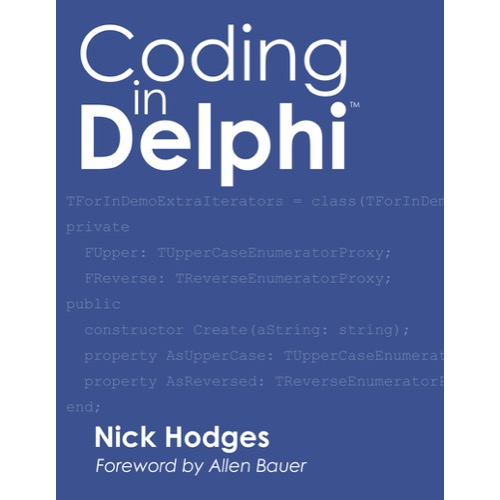 Coding
in
Delphi™
TForInDemoExtraIterators = class(TForInDem
private
FUpper: TUpperCaseEnumeratorProxy;
FReverse: TReverseEnumeratorProxy;
public
constructor Create(aString: string);
property AsUpperCase: TUpperCaseEnumerat
property AsReversed: TReverseEnumeratorP
end;
Nick Hodges
Foreword by Allen Bauer